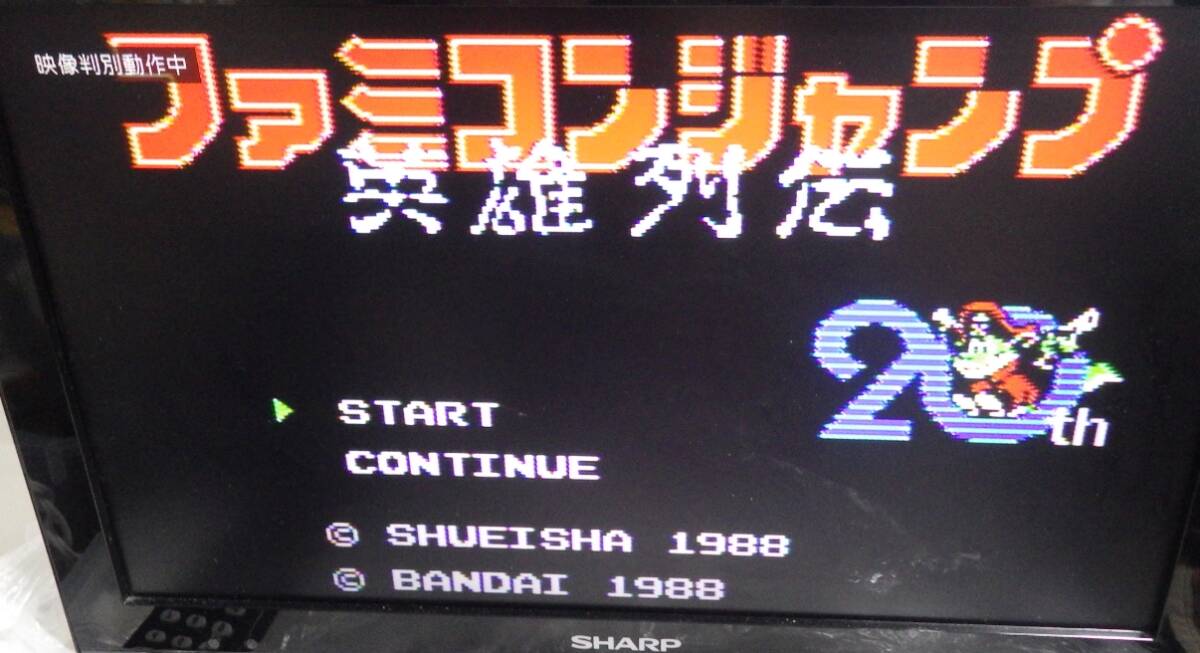 映像判別動作中
ファミコンジャンプ
英雄列伝
20th
START
CONTINUE
© SHUEISHA 1988
© BANDAI 1988
SHARP